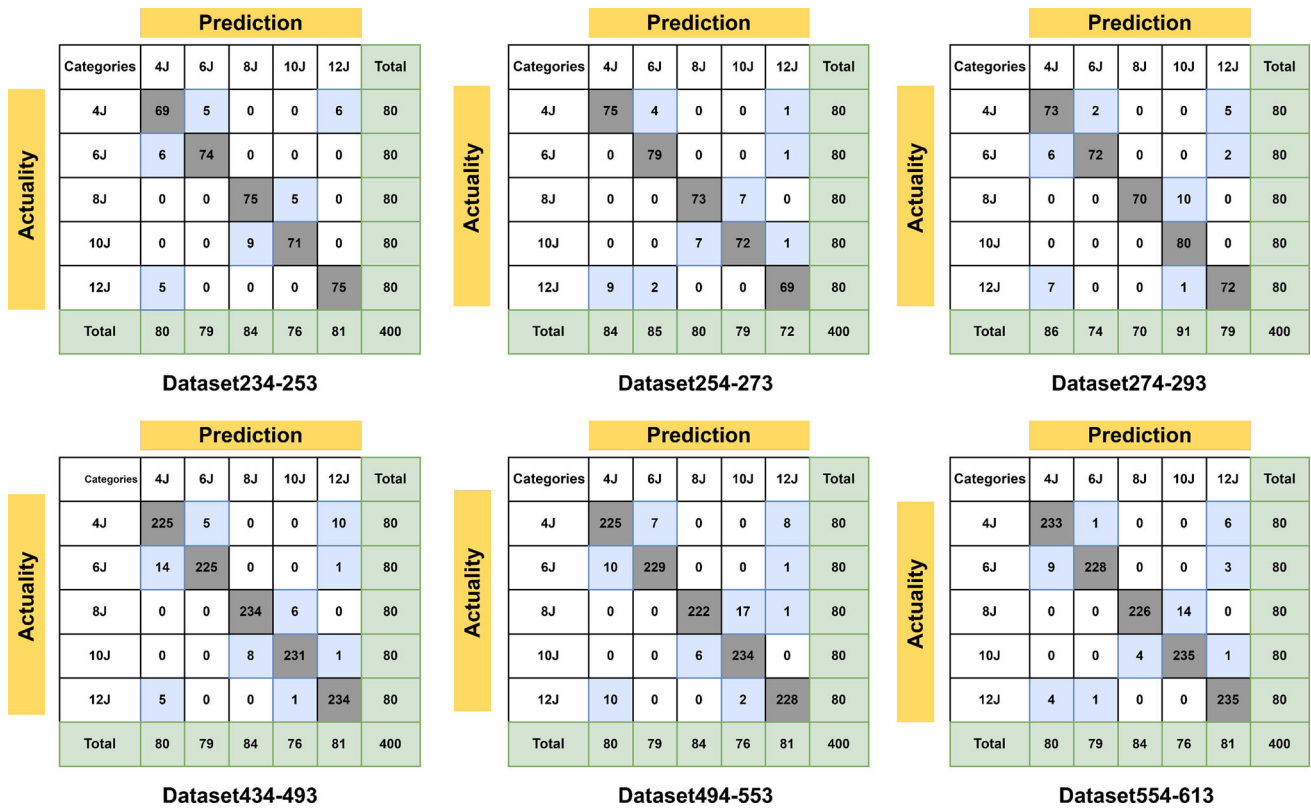 Prediction
Categories 4J 6J 8J 10J 12J Total
Actuality
4J 69 5 0 0 6 80
6J 6 74 0 0 0 80
8J 0 0 75 5 0 80
10J 0 0 9 71 0 80
12J 5 0 0 0 75 80
Total 80 79 84 76 81 400
Dataset234-253
Prediction
Categories 4J 6J 8J 10J 12J Total
Actuality
4J 75 4 0 0 1 80
6J 0 79 0 0 1 80
8J 0 0 73 7 0 80
10J 0 0 7 72 1 80
12J 9 2 0 0 69 80
Total 84 85 80 79 72 400
Dataset254-273
Prediction
Categories 4J 6J 8J 10J 12J Total
Actuality
4J 73 2 0 0 5 80
6J 6 72 0 0 2 80
8J 0 0 70 10 0 80
10J 0 0 0 80 0 80
12J 7 0 0 1 72 80
Total 86 74 70 91 79 400
Dataset274-293
Prediction
Categories 4J 6J 8J 10J 12J Total
Actuality
4J 225 5 0 0 10 80
6J 14 225 0 0 1 80
8J 0 0 234 6 0 80
10J 0 0 8 231 1 80
12J 5 0 0 1 234 80
Total 80 79 84 76 81 400
Dataset434-493
Prediction
Categories 4J 6J 8J 10J 12J Total
Actuality
4J 225 7 0 0 8 80
6J 10 229 0 0 1 80
8J 0 0 222 17 1 80
10J 0 0 6 234 0 80
12J 10 0 0 2 228 80
Total 80 79 84 76 81 400
Dataset494-553
Prediction
Categories 4J 6J 8J 10J 12J Total
Actuality
4J 233 1 0 0 6 80
6J 9 228 0 0 3 80
8J 0 0 226 14 0 80
10J 0 0 4 235 1 80
12J 4 1 0 0 235 80
Total 80 79 84 76 81 400
Dataset554-613